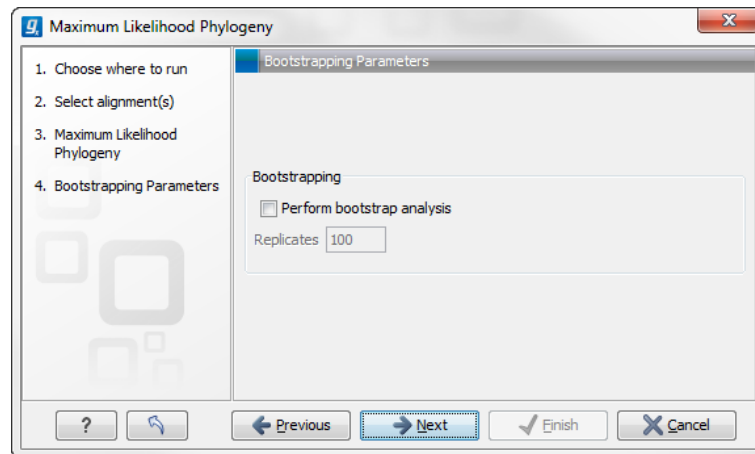 Maximum Likelihood Phylogeny
1. Choose where to run
2. Select alignment(s)
3. Maximum Likelihood
Phylogeny
4. Bootstrapping Parameters
Bootstrapping Parameters
Bootstrapping
Perform bootstrap analysis
Replicates 100
? Previous Next Finish Cancel